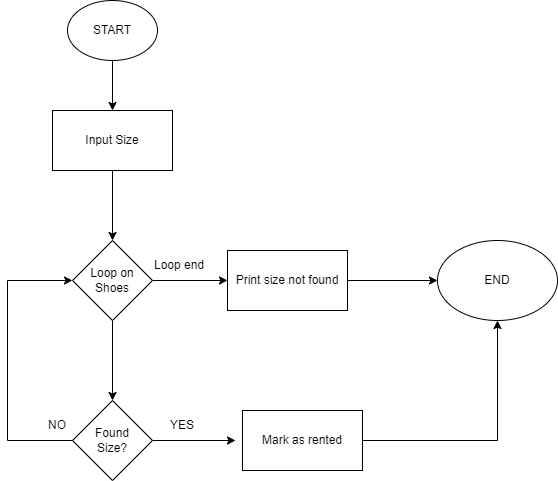 START
Input Size
Loop on
Shoes
Loop end
Print size not found
END
NO
Found
Size?
YES
Mark as rented